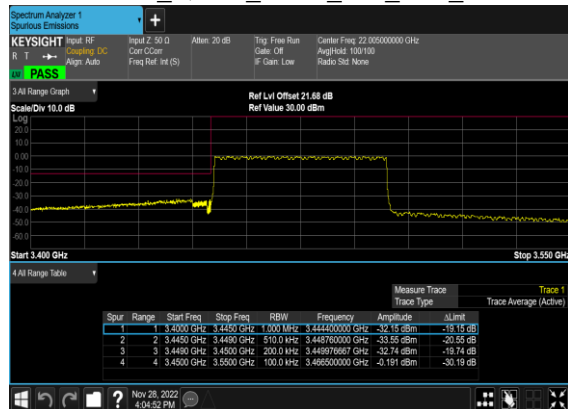 Spectrum Analyzer 1
Spurious Emissions
KEYSIGHT
R T
LM PASS
Input: RF
Coupling: DC
Align: Auto
Input Z: 50 Ω
Corr CCorr
Freq Ref: Int (S)
Atten: 20 dB
Trig: Free Run
Gate: Off
IF Gain: Low
Center Freq: 22.005000000 GHz
Avg|Hold: 100/100
Radio Std: None
3 All Range Graph
Ref Lvl Offset 21.68 dB
Scale/Div 10.0 dB
Ref Value 30.00 dBm
Log
20.0
10.0
0.00
-10.0
-20.0
-30.0
-40.0
-50.0
-60.0
Start 3.400 GHz
Stop 3.550 GHz
4 All Range Table
Measure Trace Trace 1
Trace Type Trace Average (Active)
Spur Range Start Freq Stop Freq RBW Frequency Amplitude ΔLimit
1 1 3.4000 GHz 3.4450 GHz 1.000 MHz 3.444400000 GHz -32.15 dBm -19.15 dB
2 2 3.4450 GHz 3.4490 GHz 510.0 kHz 3.448760000 GHz -33.55 dBm -20.55 dB
3 3 3.4490 GHz 3.4500 GHz 200.0 kHz 3.449976667 GHz -32.74 dBm -19.74 dB
4 4 3.4500 GHz 3.5500 GHz 100.0 kHz 3.466500000 GHz -0.191 dBm -30.19 dB
Nov 28, 2022
4:04:52 PM